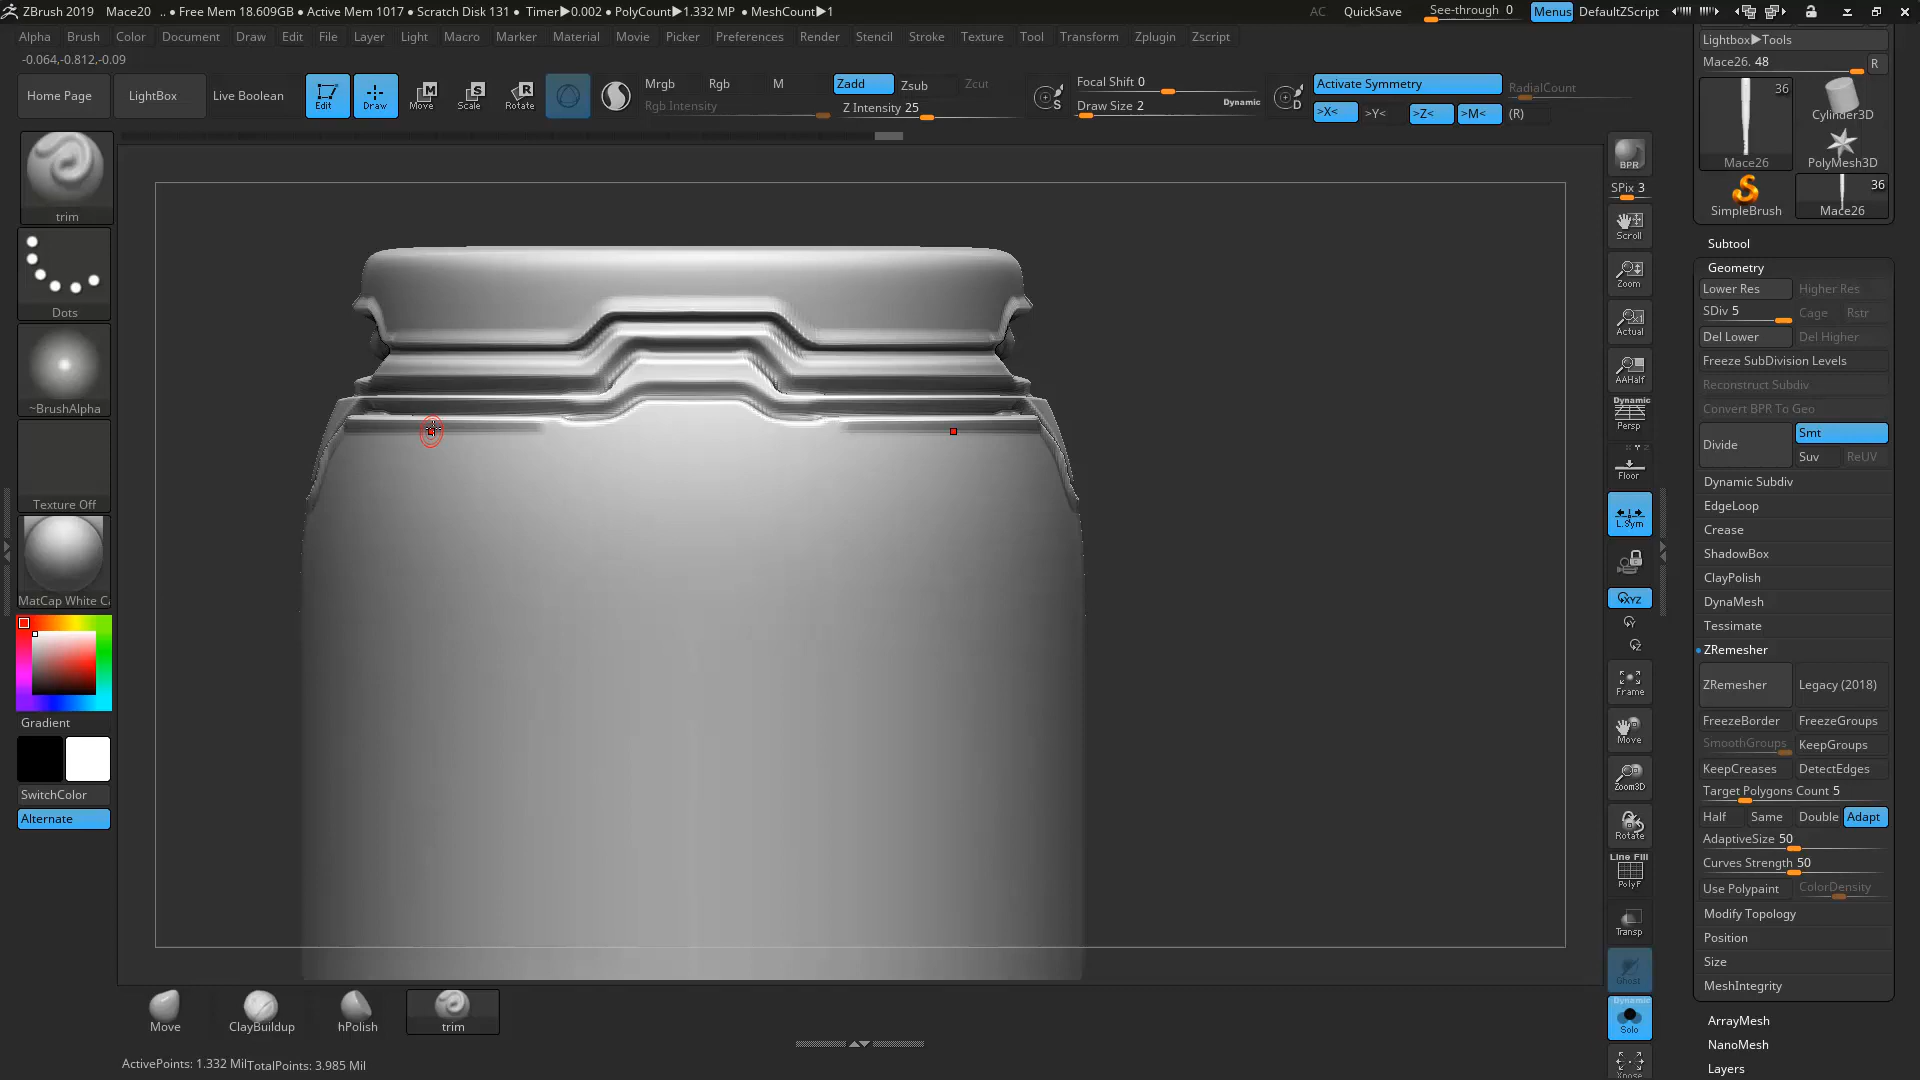 ZBrush 2019 Mace20 .. • Free Mem 18.609GB • Active Mem 1017 • Scratch Disk 131 • Timer▶0.002 • PolyCount▶1.332 MP • MeshCount▶1 AC QuickSave See-through 0 Menus DefaultZScript
Alpha Brush Color Document Draw Edit File Layer Light Macro Marker Material Movie Picker Preferences Render Stencil Stroke Texture Tool Transform Zplugin Zscript
-0.064,-0.812,-0.09
Home Page LightBox Live Boolean Edit Draw Move Scale Rotate
Mrgb Rgb M
Rgb Intensity
Zadd Zsub Zcut
Z Intensity 25
S
Focal Shift 0
Draw Size 2 Dynamic
D
Activate Symmetry RadialCount
>X< >Y< >Z< >M< (R)
trim
Dots
~BrushAlpha
Texture Off
MatCap White C
Gradient
SwitchColor
Alternate
BPR
SPix 3
Scroll
Zoom
Actual
AAHalf
Dynamic
Persp
Floor
L.Sym
XYZ
Y
Z
Frame
Move
Zoom3D
Rotate
Line Fill
PolyF
Transp
Ghost
Dynamic
Solo
Xpose
Lightbox▶Tools
Mace26. 48 R
36
Mace26
Cylinder3D
PolyMesh3D
SimpleBrush
36
Mace26
Subtool
Geometry
Lower Res Higher Res
SDiv 5 Cage Rstr
Del Lower Del Higher
Freeze SubDivision Levels
Reconstruct Subdiv
Convert BPR To Geo
Divide Smt
Suv ReUV
Dynamic Subdiv
EdgeLoop
Crease
ShadowBox
ClayPolish
DynaMesh
Tessimate
ZRemesher
ZRemesher Legacy (2018)
FreezeBorder FreezeGroups
SmoothGroups KeepGroups
KeepCreases DetectEdges
Target Polygons Count 5
Half Same Double Adapt
AdaptiveSize 50
Curves Strength 50
Use Polypaint ColorDensity
Modify Topology
Position
Size
MeshIntegrity
ArrayMesh
NanoMesh
Layers
Move ClayBuildup hPolish trim
ActivePoints: 1.332 Mil TotalPoints: 3.985 Mil